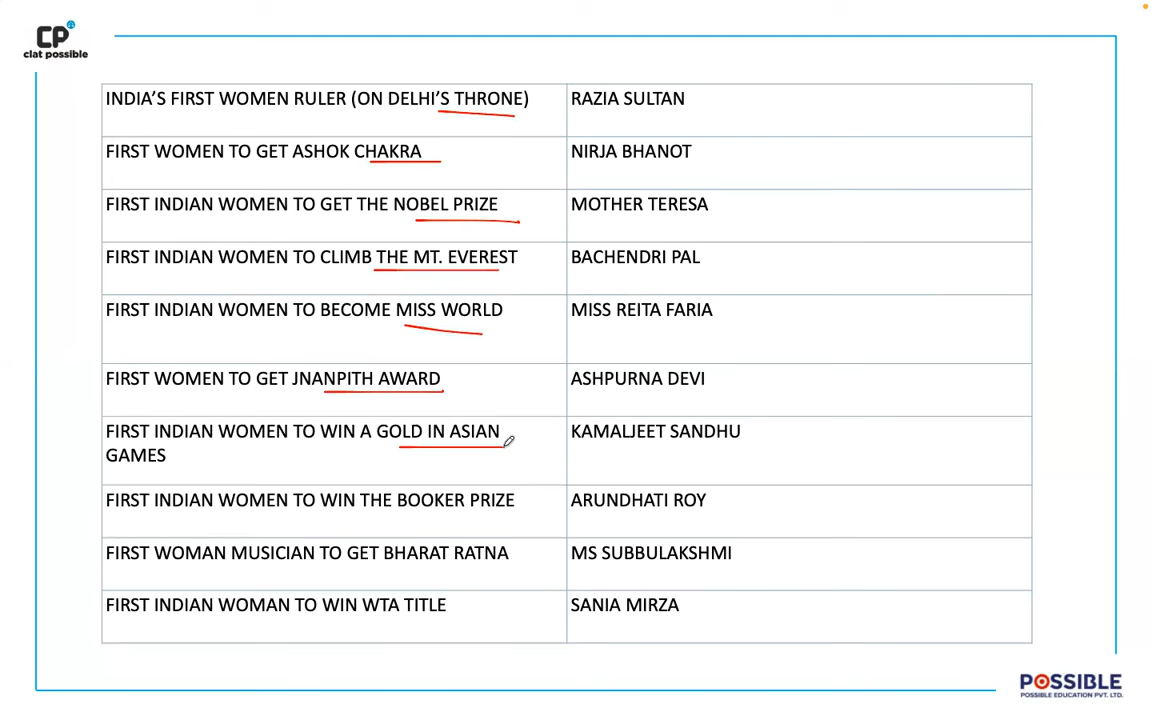 CP
clat possible
INDIA’S FIRST WOMEN RULER (ON DELHI’S THRONE) RAZIA SULTAN
FIRST WOMEN TO GET ASHOK CHAKRA NIRJA BHANOT
FIRST INDIAN WOMEN TO GET THE NOBEL PRIZE MOTHER TERESA
FIRST INDIAN WOMEN TO CLIMB THE MT. EVEREST BACHENDRI PAL
FIRST INDIAN WOMEN TO BECOME MISS WORLD MISS REITA FARIA
FIRST WOMEN TO GET JNANPITH AWARD ASHPURNA DEVI
FIRST INDIAN WOMEN TO WIN A GOLD IN ASIAN KAMALJEET SANDHU
GAMES
FIRST INDIAN WOMEN TO WIN THE BOOKER PRIZE ARUNDHATI ROY
FIRST WOMAN MUSICIAN TO GET BHARAT RATNA MS SUBBULAKSHMI
FIRST INDIAN WOMAN TO WIN WTA TITLE SANIA MIRZA
POSSIBLE
POSSIBLE EDUCATION PVT. LTD.